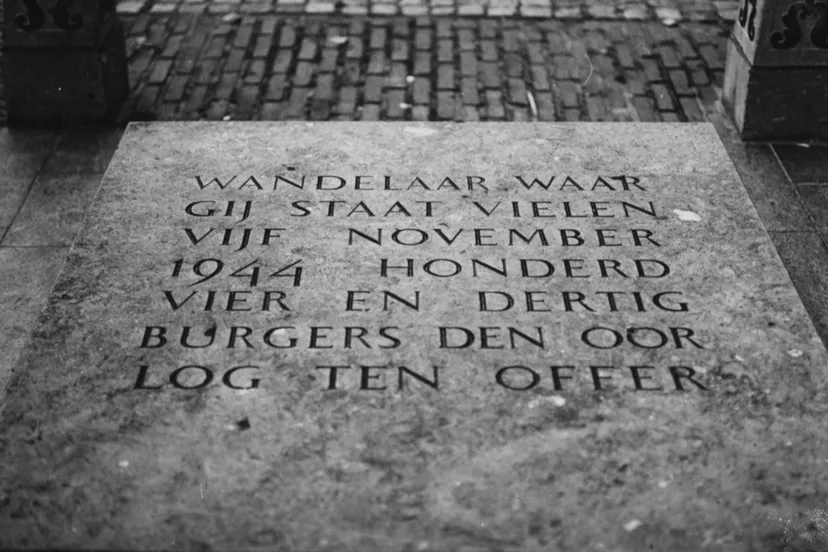 WANDELAAR WAAR
GIJ STAAT VIELEN
VIJF NOVEMBER
1944 HONDERD
VIER EN DERTIG
BURGERS DEN OOR
LOG TEN OFFER